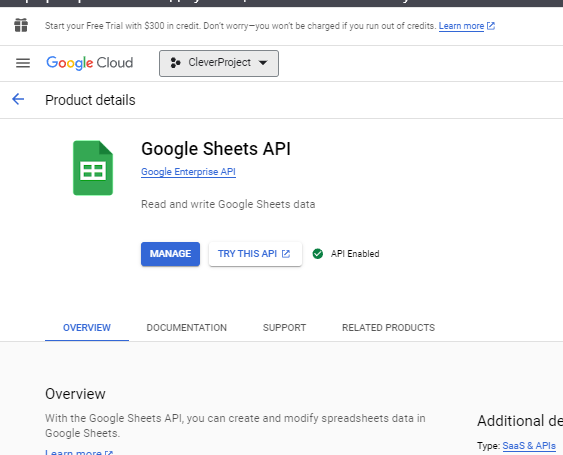 Start your Free Trial with $300 in credit. Don't worry—you won't be charged if you run out of credits. Learn more
Google Cloud
CleverProject
Product details
Google Sheets API
Google Enterprise API
Read and write Google Sheets data
MANAGE
TRY THIS API
API Enabled
OVERVIEW
DOCUMENTATION
SUPPORT
RELATED PRODUCTS
Overview
With the Google Sheets API, you can create and modify spreadsheets data in
Google Sheets.
Learn more
Additional de
Type: SaaS & APIs